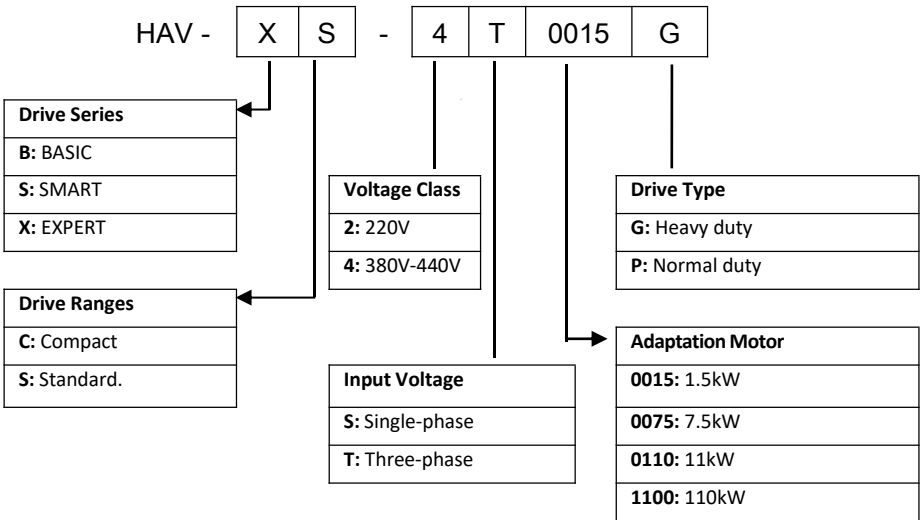 HAV - X S - 4 T 0015 G
Drive Series
B: BASIC
S: SMART
X: EXPERT
Voltage Class
2: 220V
4: 380V-440V
Drive Type
G: Heavy duty
P: Normal duty
Drive Ranges
C: Compact
S: Standard.
Input Voltage
S: Single-phase
T: Three-phase
Adaptation Motor
0015: 1.5kW
0075: 7.5kW
0110: 11kW
1100: 110kW